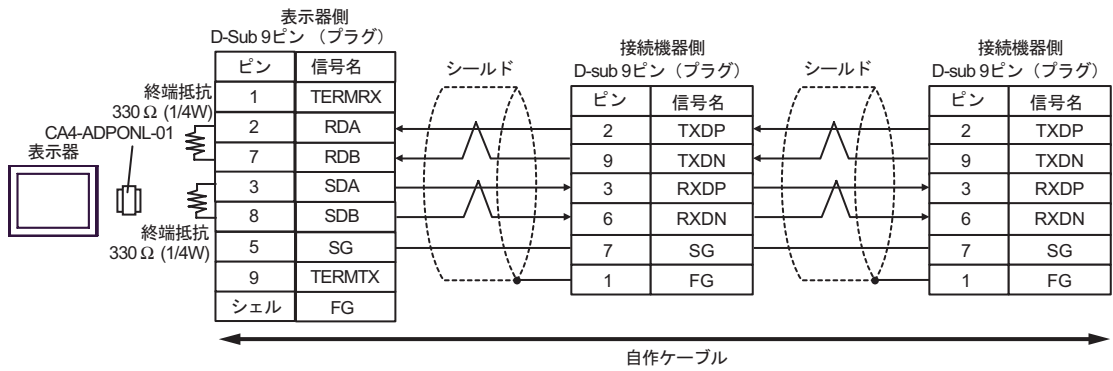 表示器側
D-Sub 9ピン （プラグ）
ピン 信号名
1 TERMRX
2 RDA
7 RDB
3 SDA
8 SDB
5 SG
9 TERMTX
シェル FG
終端抵抗
330 Ω (1/4W)
CA4-ADPONL-01
表示器
終端抵抗
330 Ω (1/4W)
シールド
接続機器側
D-sub 9ピン（プラグ）
ピン 信号名
2 TXDP
9 TXDN
3 RXDP
6 RXDN
7 SG
1 FG
シールド
接続機器側
D-sub 9ピン（プラグ）
ピン 信号名
2 TXDP
9 TXDN
3 RXDP
6 RXDN
7 SG
1 FG
自作ケーブル